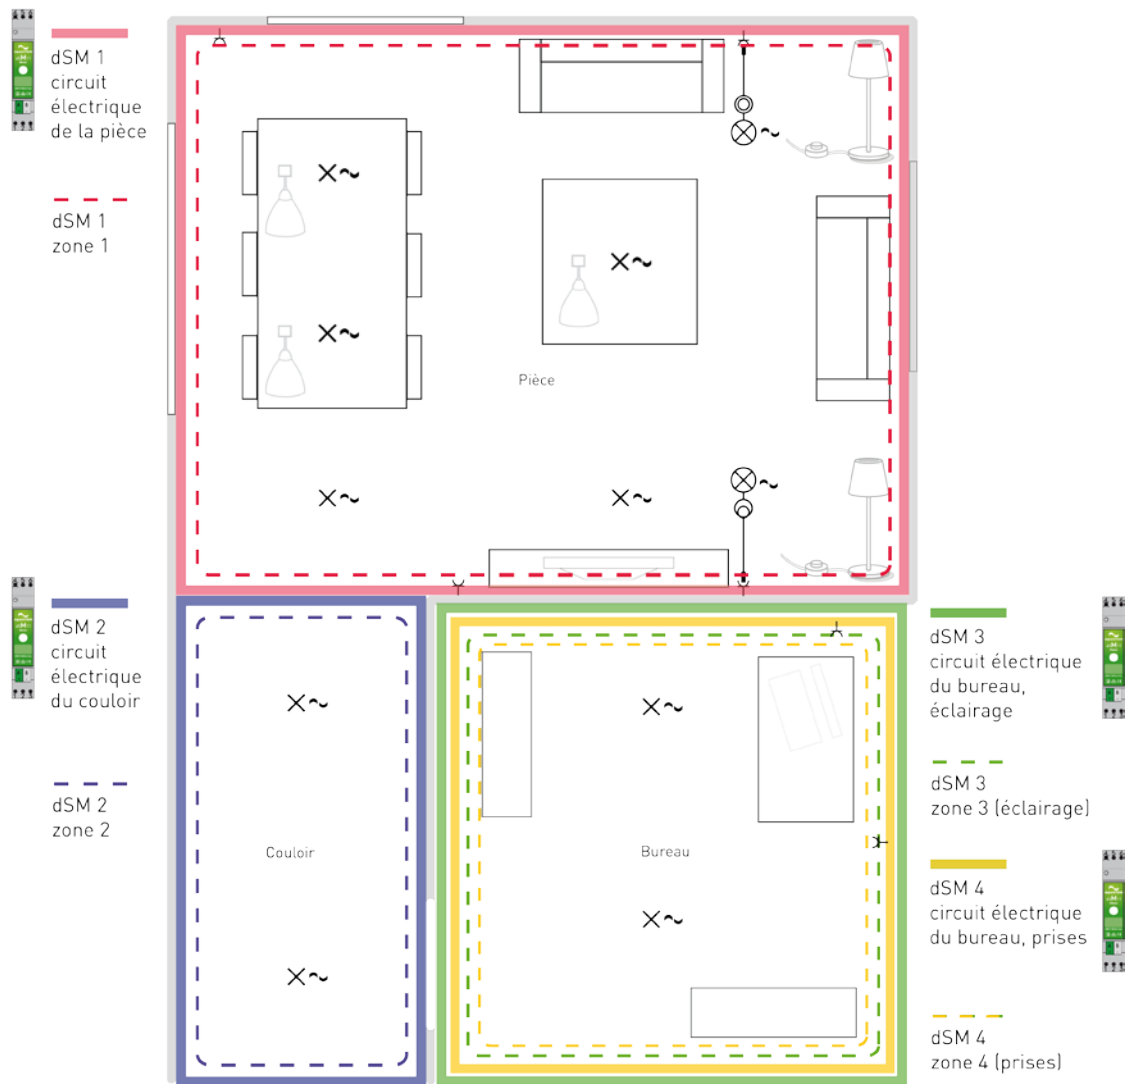 dSM 1
circuit
électrique
de la pièce
dSM 1
zone 1
Pièce
dSM 2
circuit
électrique
du couloir
dSM 2
zone 2
Couloir
Bureau
dSM 3
circuit électrique
du bureau,
éclairage
dSM 3
zone 3 (éclairage)
dSM 4
circuit électrique
du bureau, prises
dSM 4
zone 4 (prises)